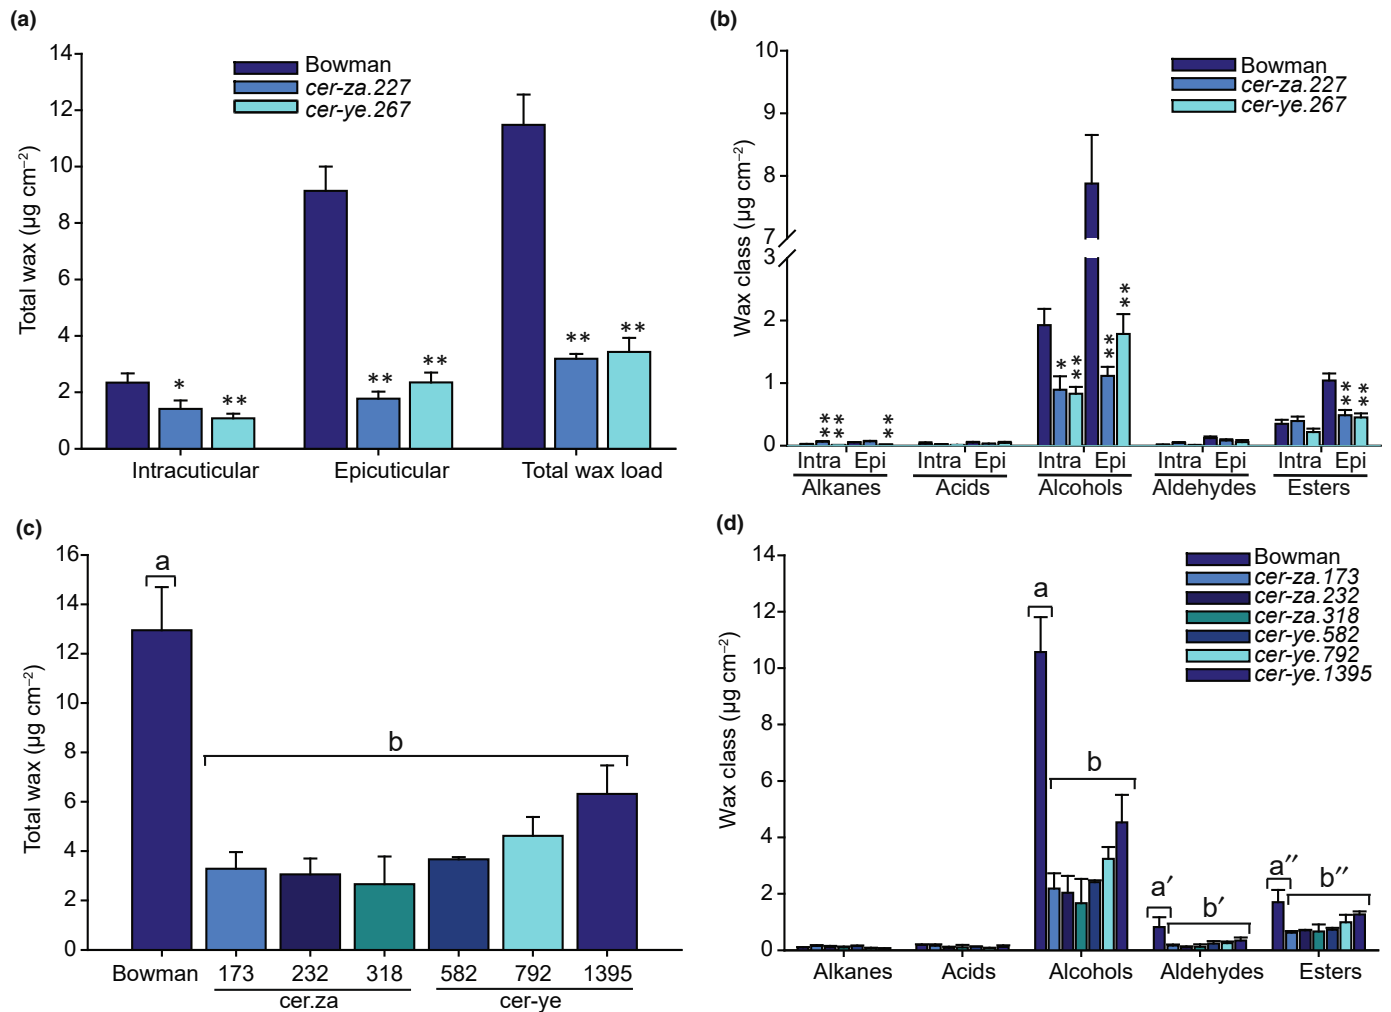 (a)
Total wax (µg cm⁻²)
14
12
10
8
6
4
2
0
Bowman
cer-za.227
cer-ye.267
*
**
**
**
**
**
Intracuticular Epicuticular Total wax load
(b)
Wax class (µg cm⁻²)
10
9
8
7
3
2
1
0
Bowman
cer-za.227
cer-ye.267
**
**
**
*
**
**
**
**
**
Intra Epi Intra Epi Intra Epi Intra Epi Intra Epi
Alkanes Acids Alcohols Aldehydes Esters
(c)
Total wax (µg cm⁻²)
16
14
12
10
8
6
4
2
0
a
b
Bowman 173 232 318 582 792 1395
cer.za cer-ye
(d)
Wax class (µg cm⁻²)
14
12
10
8
6
4
2
0
Bowman
cer-za.173
cer-za.232
cer-za.318
cer-ye.582
cer-ye.792
cer-ye.1395
a
b
a′
b′
a″
b″
Alkanes Acids Alcohols Aldehydes Esters